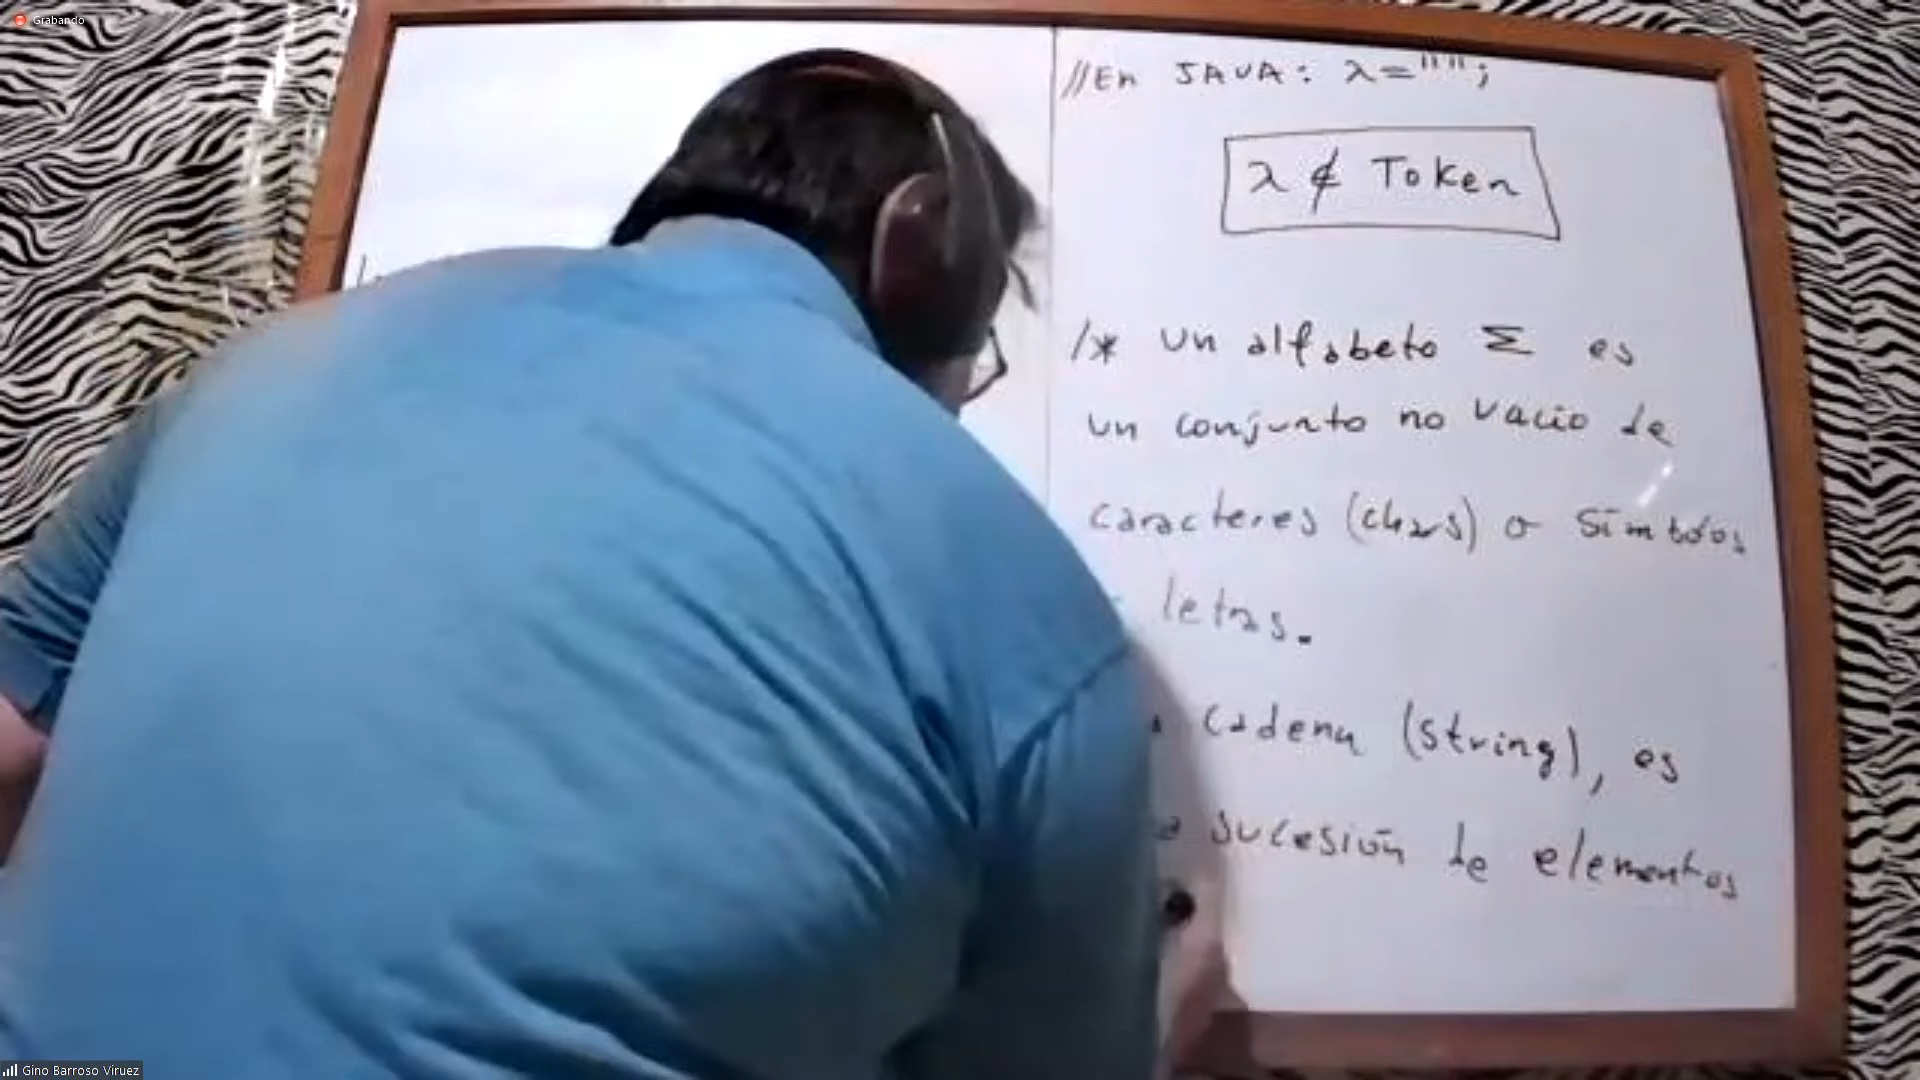 Grabando
//En JAVA: λ="";
λ ∉ Token
/* un alfabeto Σ es
un conjunto no vacio de
caracteres (chars) o símbolos
letras.
cadena (string), es
sucesión de elementos
Gino Barroso Viruez